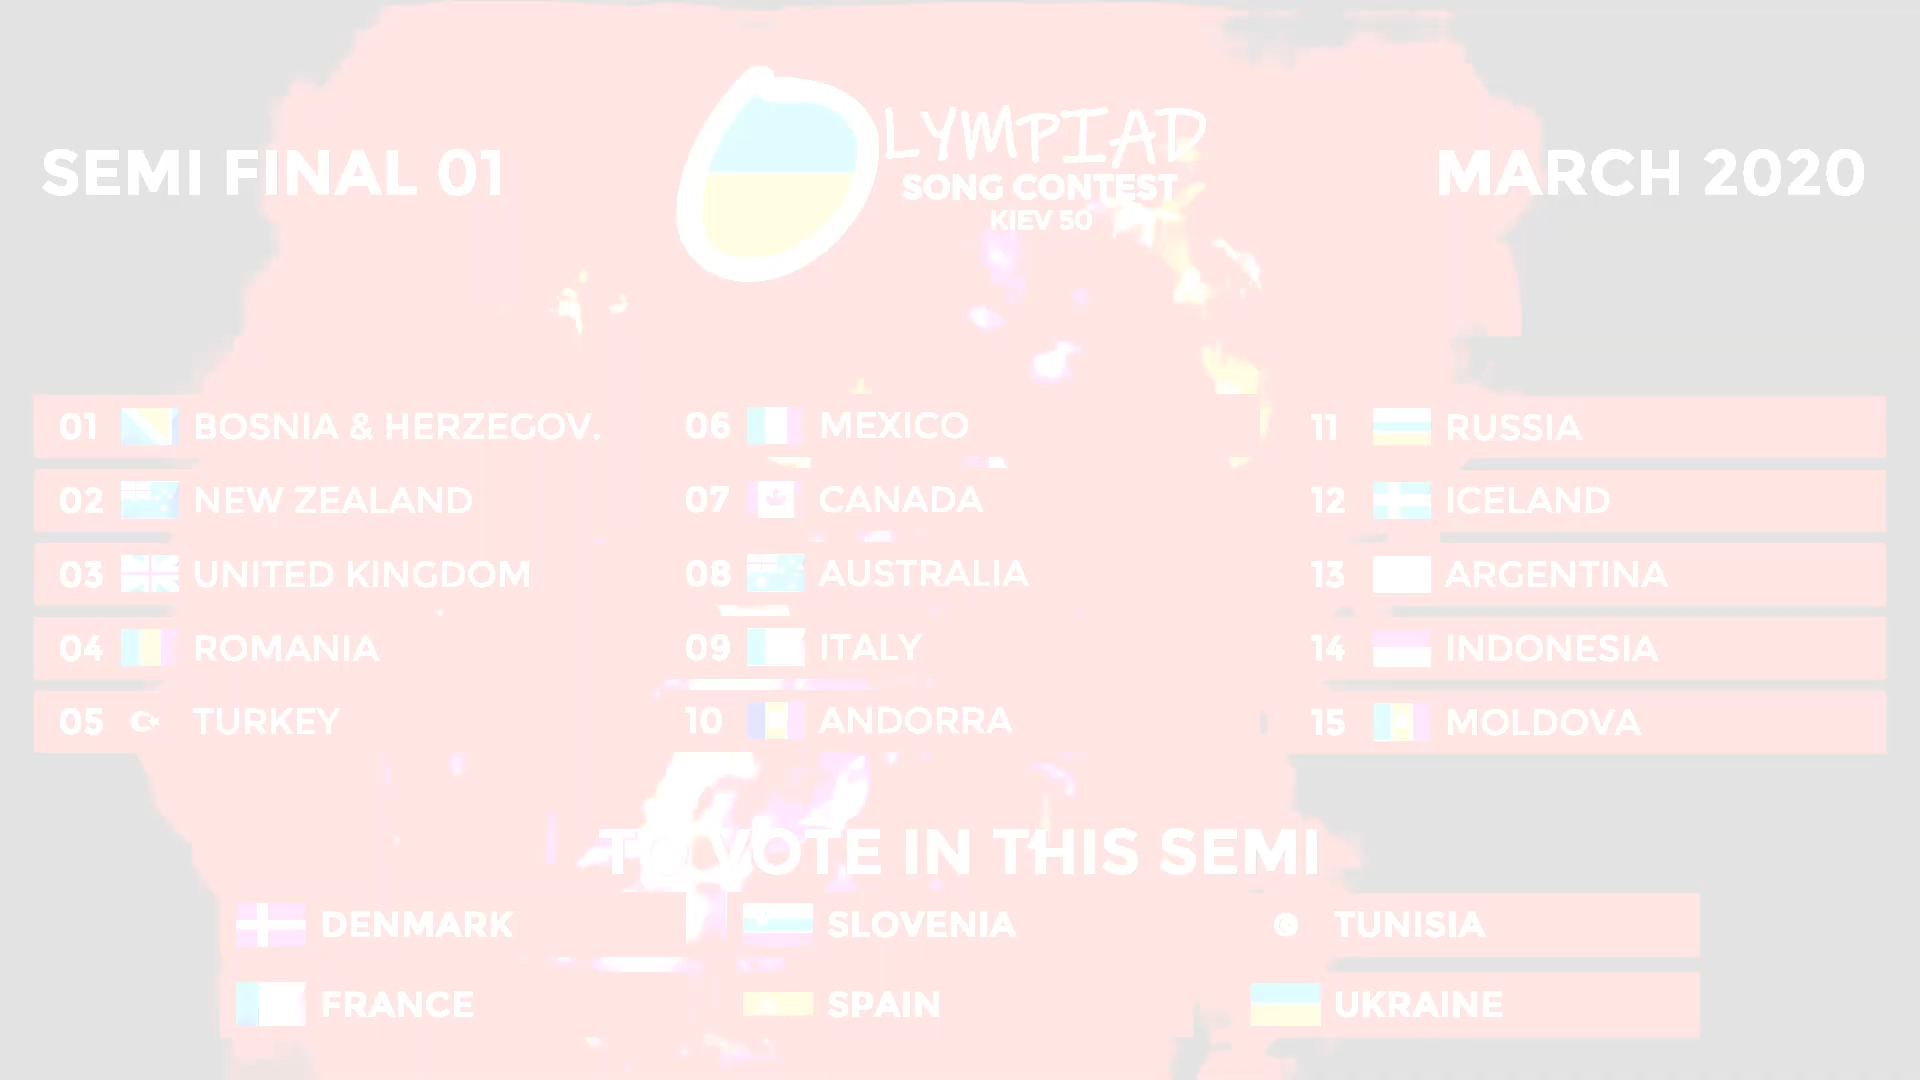 SEMI FINAL 01
LYMPIAD
SONG CONTEST
KIEV 50
MARCH 2020
01 BOSNIA & HERZEGOV.
02 NEW ZEALAND
03 UNITED KINGDOM
04 ROMANIA
05 TURKEY
06 MEXICO
07 CANADA
08 AUSTRALIA
09 ITALY
10 ANDORRA
11 RUSSIA
12 ICELAND
13 ARGENTINA
14 INDONESIA
15 MOLDOVA
TO VOTE IN THIS SEMI
DENMARK
SLOVENIA
TUNISIA
FRANCE
SPAIN
UKRAINE